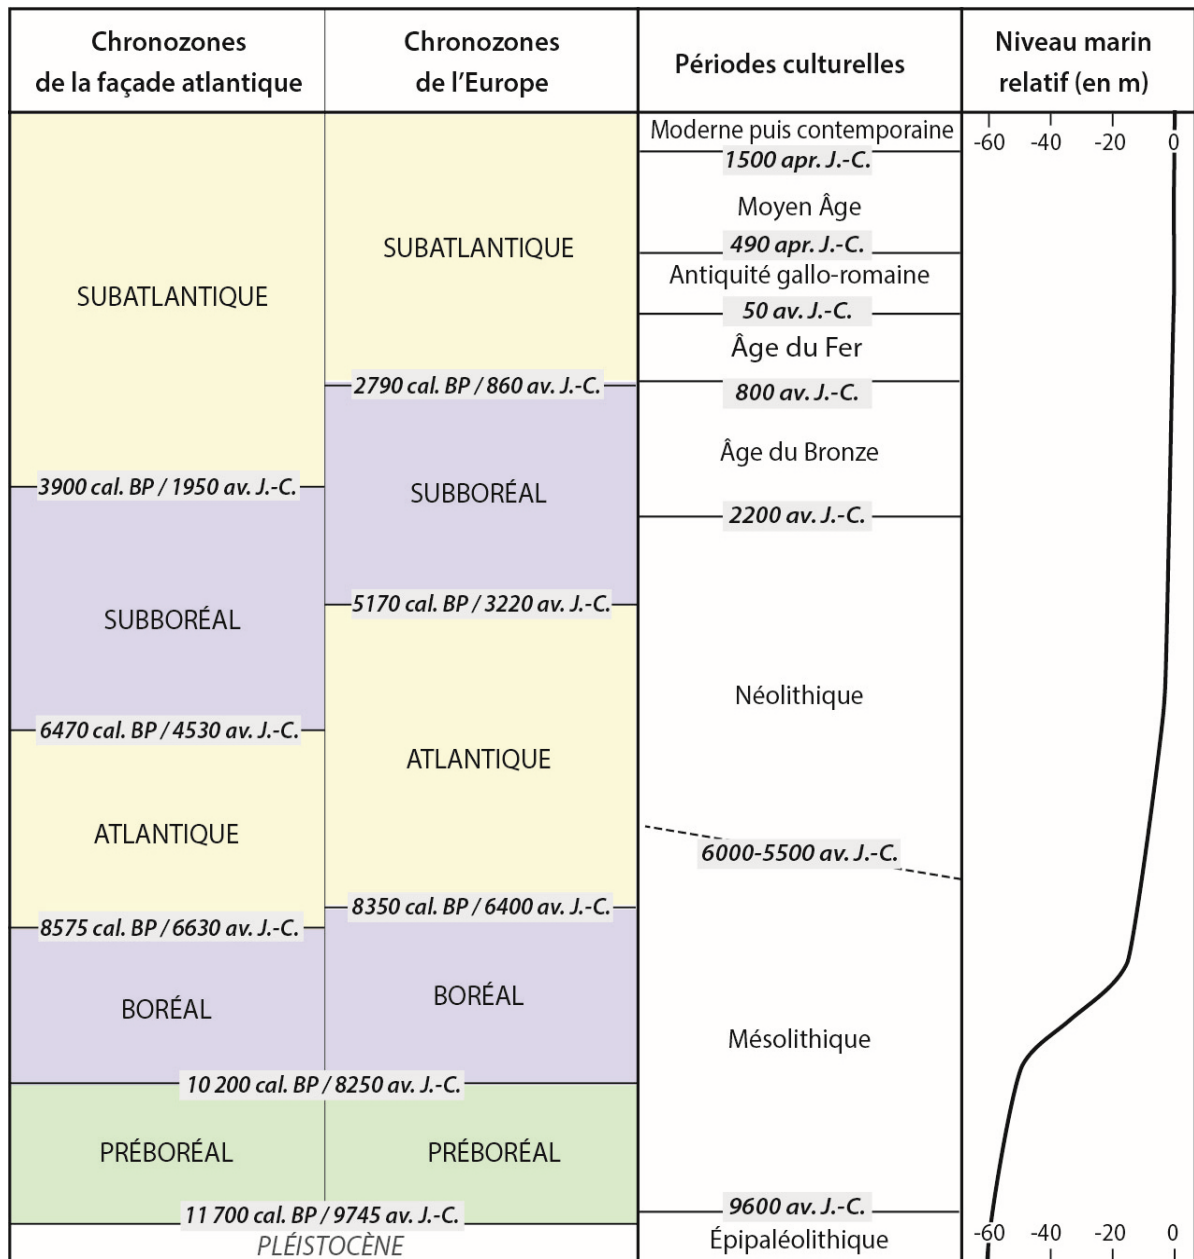 Chronozones
de la façade atlantique
Chronozones
de l'Europe
Périodes culturelles
Niveau marin
relatif (en m)
SUBATLANTIQUE
3900 cal. BP / 1950 av. J.-C.
SUBBORÉAL
6470 cal. BP / 4530 av. J.-C.
ATLANTIQUE
8575 cal. BP / 6630 av. J.-C.
BORÉAL
SUBATLANTIQUE
2790 cal. BP / 860 av. J.-C.
SUBBORÉAL
5170 cal. BP / 3220 av. J.-C.
ATLANTIQUE
8350 cal. BP / 6400 av. J.-C.
BORÉAL
10 200 cal. BP / 8250 av. J.-C.
PRÉBORÉAL
PRÉBORÉAL
11 700 cal. BP / 9745 av. J.-C.
PLÉISTOCÈNE
Moderne puis contemporaine
1500 apr. J.-C.
Moyen Âge
490 apr. J.-C.
Antiquité gallo-romaine
50 av. J.-C.
Âge du Fer
800 av. J.-C.
Âge du Bronze
2200 av. J.-C.
Néolithique
6000-5500 av. J.-C.
Mésolithique
9600 av. J.-C.
Épipaléolithique
-60 -40 -20 0
-60 -40 -20 0